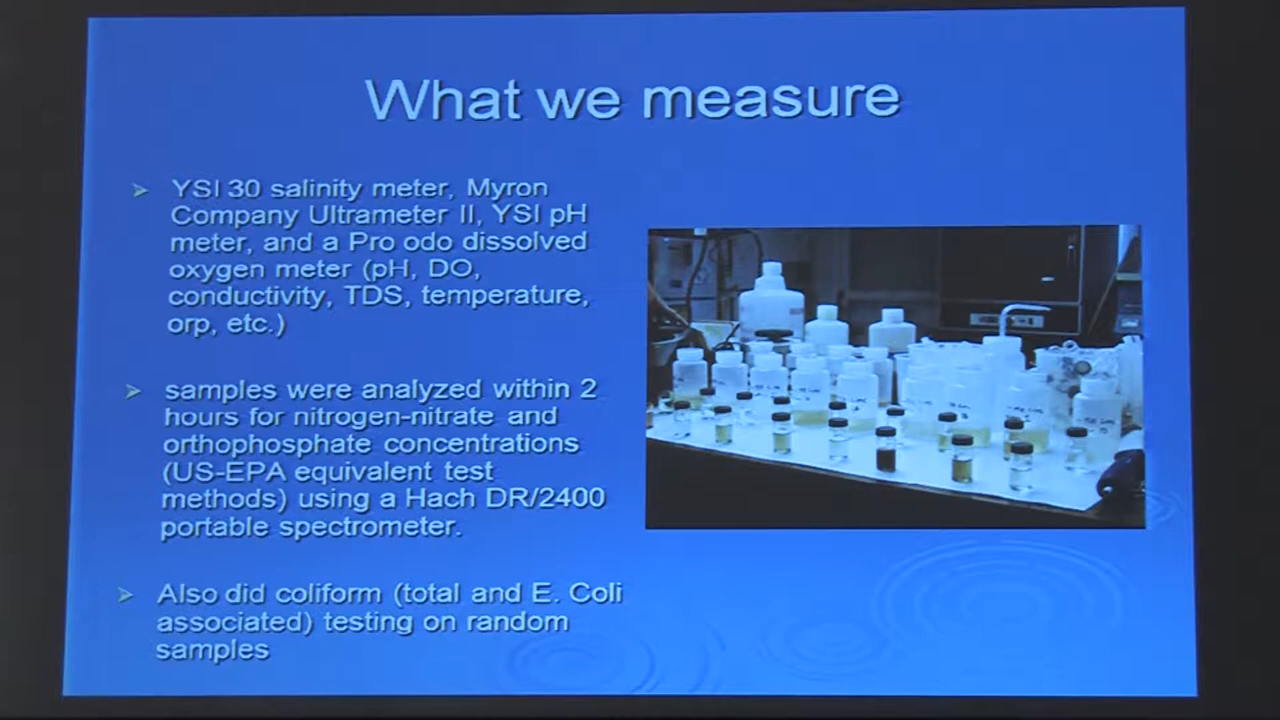 What we measure
YSI 30 salinity meter, Myron
Company Ultrameter II, YSI pH
meter, and a Pro odo dissolved
oxygen meter (pH, DO,
conductivity, TDS, temperature,
orp, etc.)
samples were analyzed within 2
hours for nitrogen-nitrate and
orthophosphate concentrations
(US-EPA equivalent test
methods) using a Hach DR/2400
portable spectrometer.
Also did coliform (total and E. Coli
associated) testing on random
samples